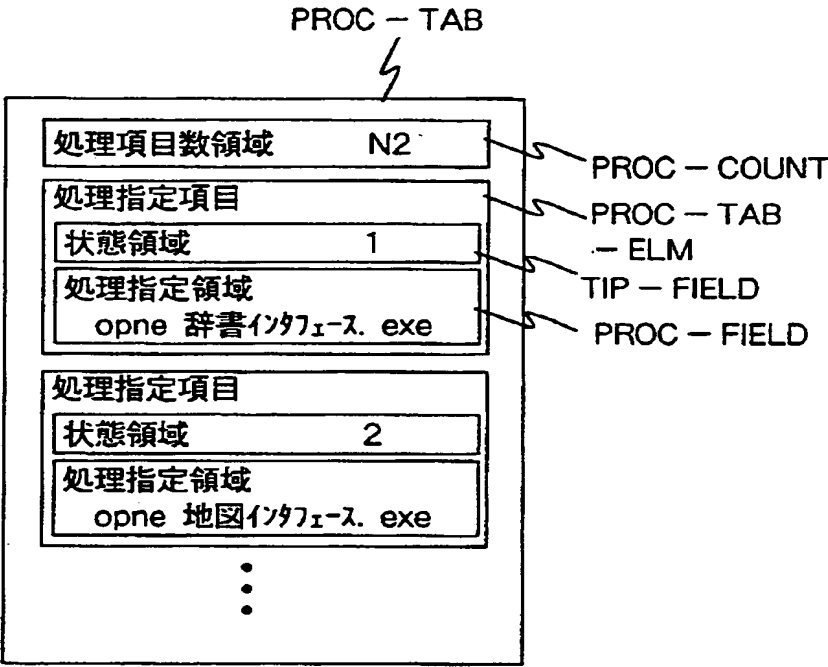 PROC－TAB
処理項目数領域 N2
PROC－COUNT
処理指定項目
PROC－TAB
－ELM
状態領域 1
TIP－FIELD
処理指定領域
opne 辞書ｲﾝﾀﾌｪｰｽ. exe
PROC－FIELD
処理指定項目
状態領域 2
処理指定領域
opne 地図ｲﾝﾀﾌｪｰｽ. exe